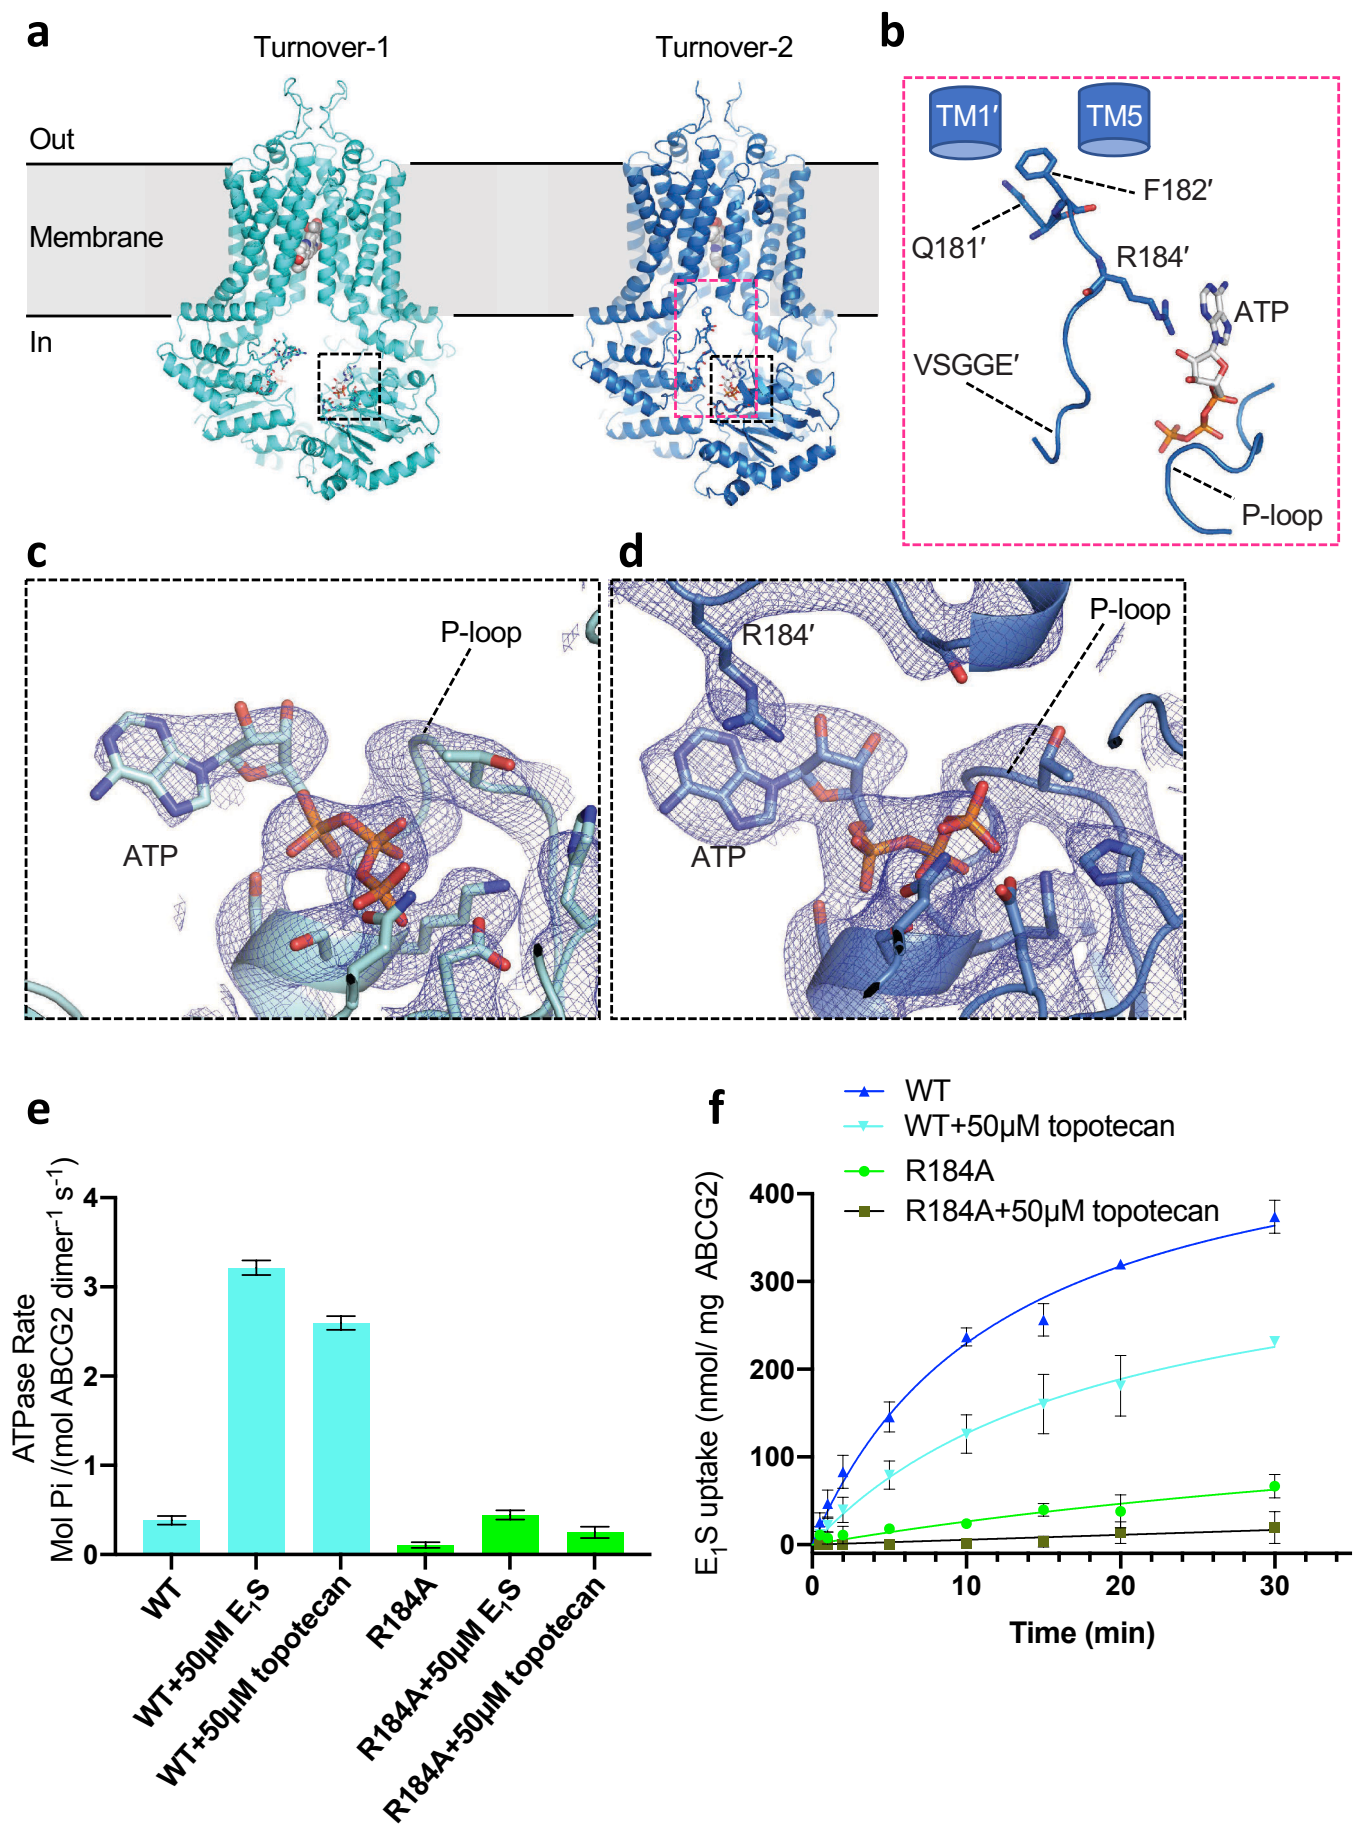 a
Turnover-1
Turnover-2
Out
Membrane
In
b
TM1′
TM5
F182′
Q181′
R184′
ATP
VSGGE′
P-loop
c
P-loop
ATP
d
R184′
P-loop
ATP
e
ATPase Rate
Mol Pi /(mol ABCG2 dimer⁻¹ s⁻¹)
4
3
2
1
0
WT
WT+50µM E₁S
WT+50µM topotecan
R184A
R184A+50µM E₁S
R184A+50µM topotecan
f
WT
WT+50µM topotecan
R184A
R184A+50µM topotecan
E₁S uptake (nmol/ mg ABCG2)
400
300
200
100
0
0 10 20 30
Time (min)